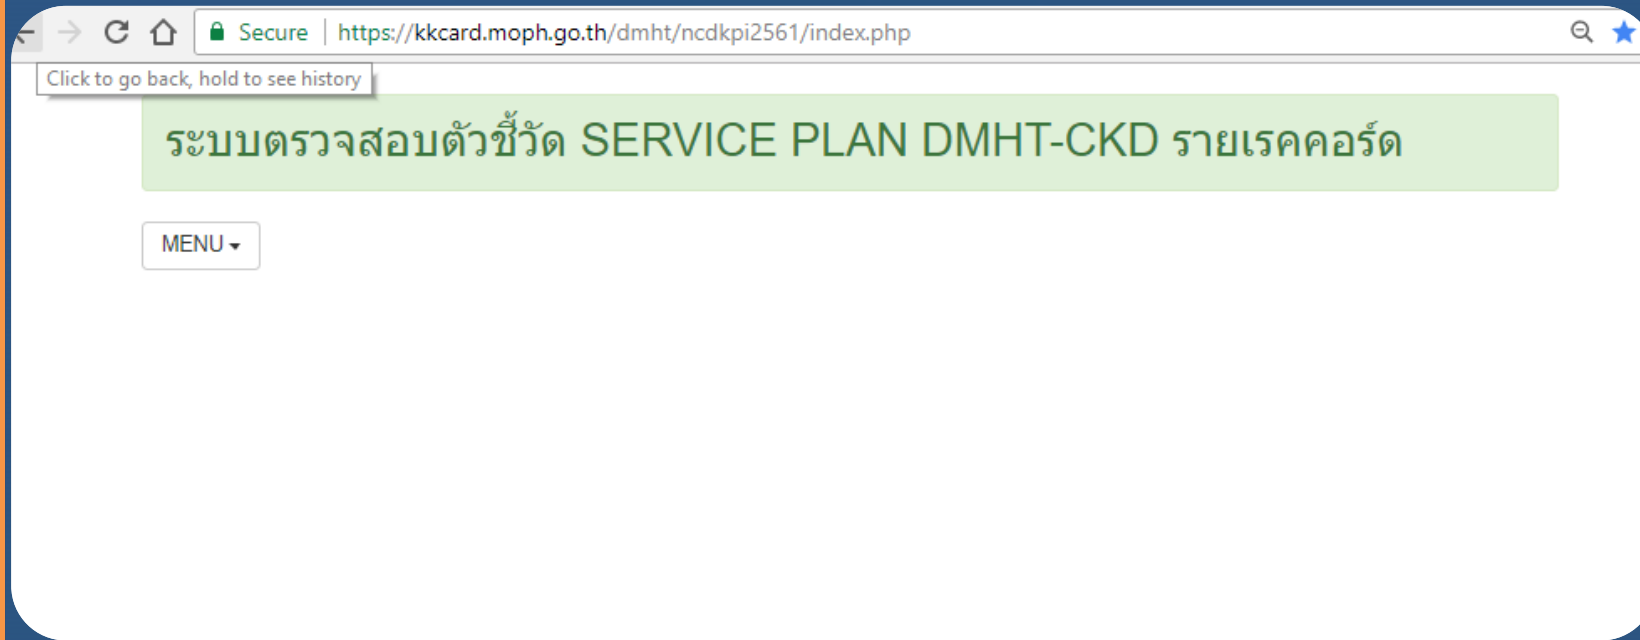 Secure | https://kkcard.moph.go.th/dmht/ncdkpi2561/index.php
Click to go back, hold to see history
ระบบตรวจสอบตัวชี้วัด SERVICE PLAN DMHT-CKD รายเรคคอร์ด
MENU